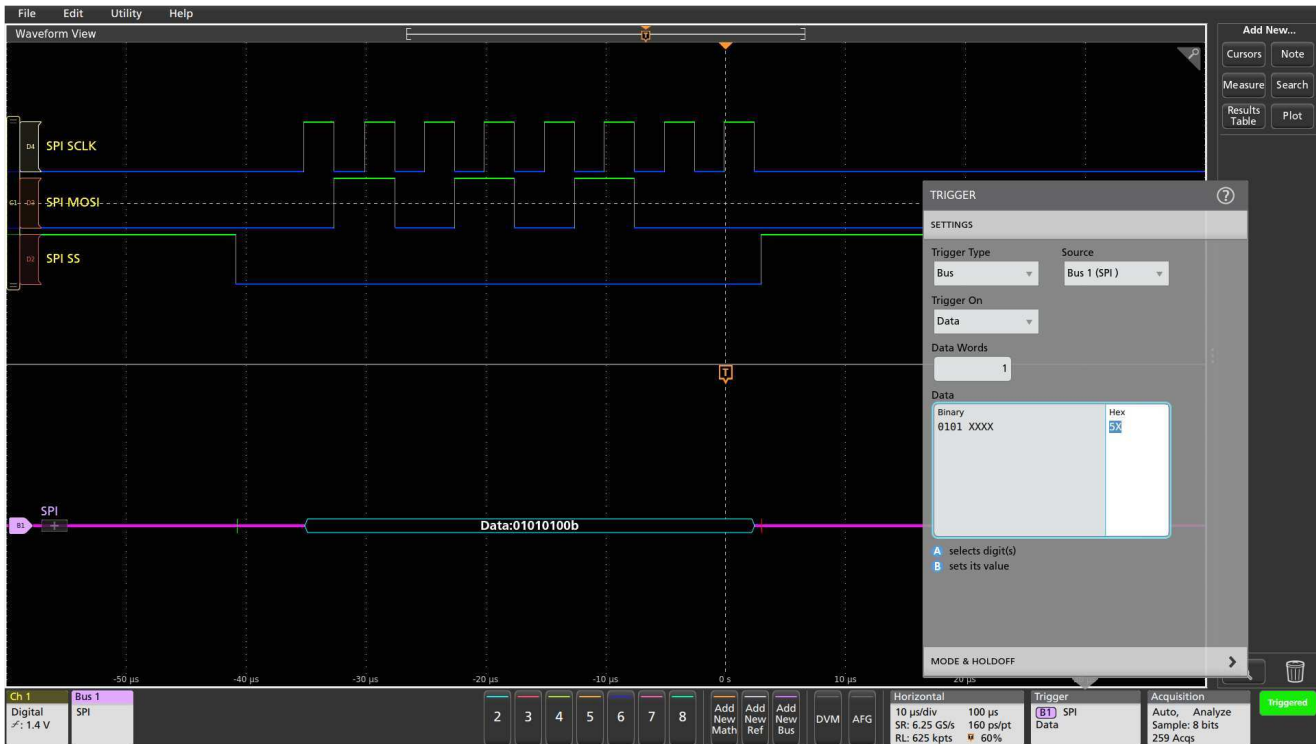 File Edit Utility Help
Waveform View
Add New...
Cursors Note
Measure Search
Results Table Plot
D4 SPI SCLK
C1 D3 SPI MOSI
D2 SPI SS
T
T
TRIGGER ?
SETTINGS
Trigger Type Source
Bus Bus 1 (SPI )
Trigger On
Data
Data Words
1
Data
Binary Hex
0101 XXXX 5X
A selects digit(s)
B sets its value
MODE & HOLDOFF
SPI
B1 + Data:01010100b
-50 µs -40 µs -30 µs -20 µs -10 µs 0 s 10 µs 20 µs
Ch 1
Digital
: 1.4 V
Bus 1
SPI
2 3 4 5 6 7 8
Add New Math
Add New Ref
Add New Bus
DVM AFG
Horizontal
10 µs/div 100 µs
SR: 6.25 GS/s 160 ps/pt
RL: 625 kpts 60%
Trigger
B1 SPI
Data
Acquisition
Auto, Analyze
Sample: 8 bits
259 Acqs
Triggered